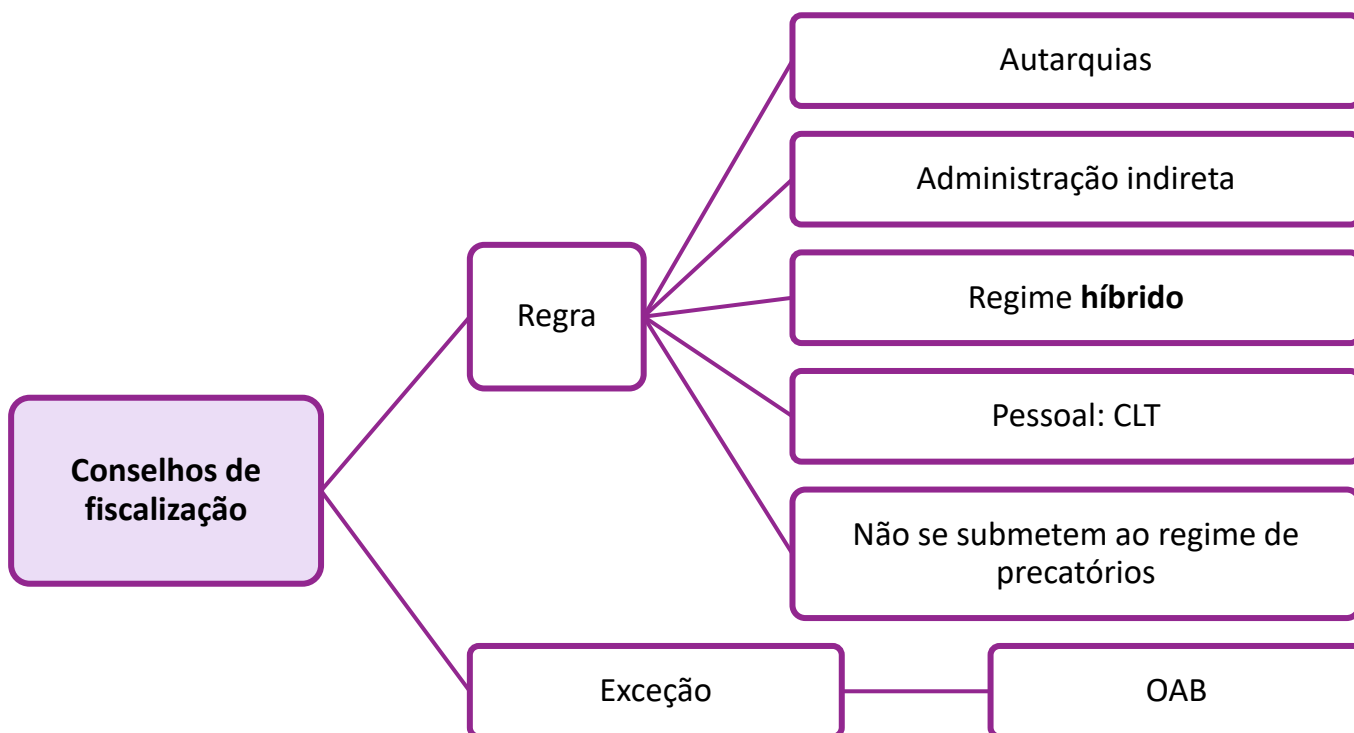 Conselhos de
fiscalização
Regra
Autarquias
Administração indireta
Regime híbrido
Pessoal: CLT
Não se submetem ao regime de
precatórios
Exceção
OAB